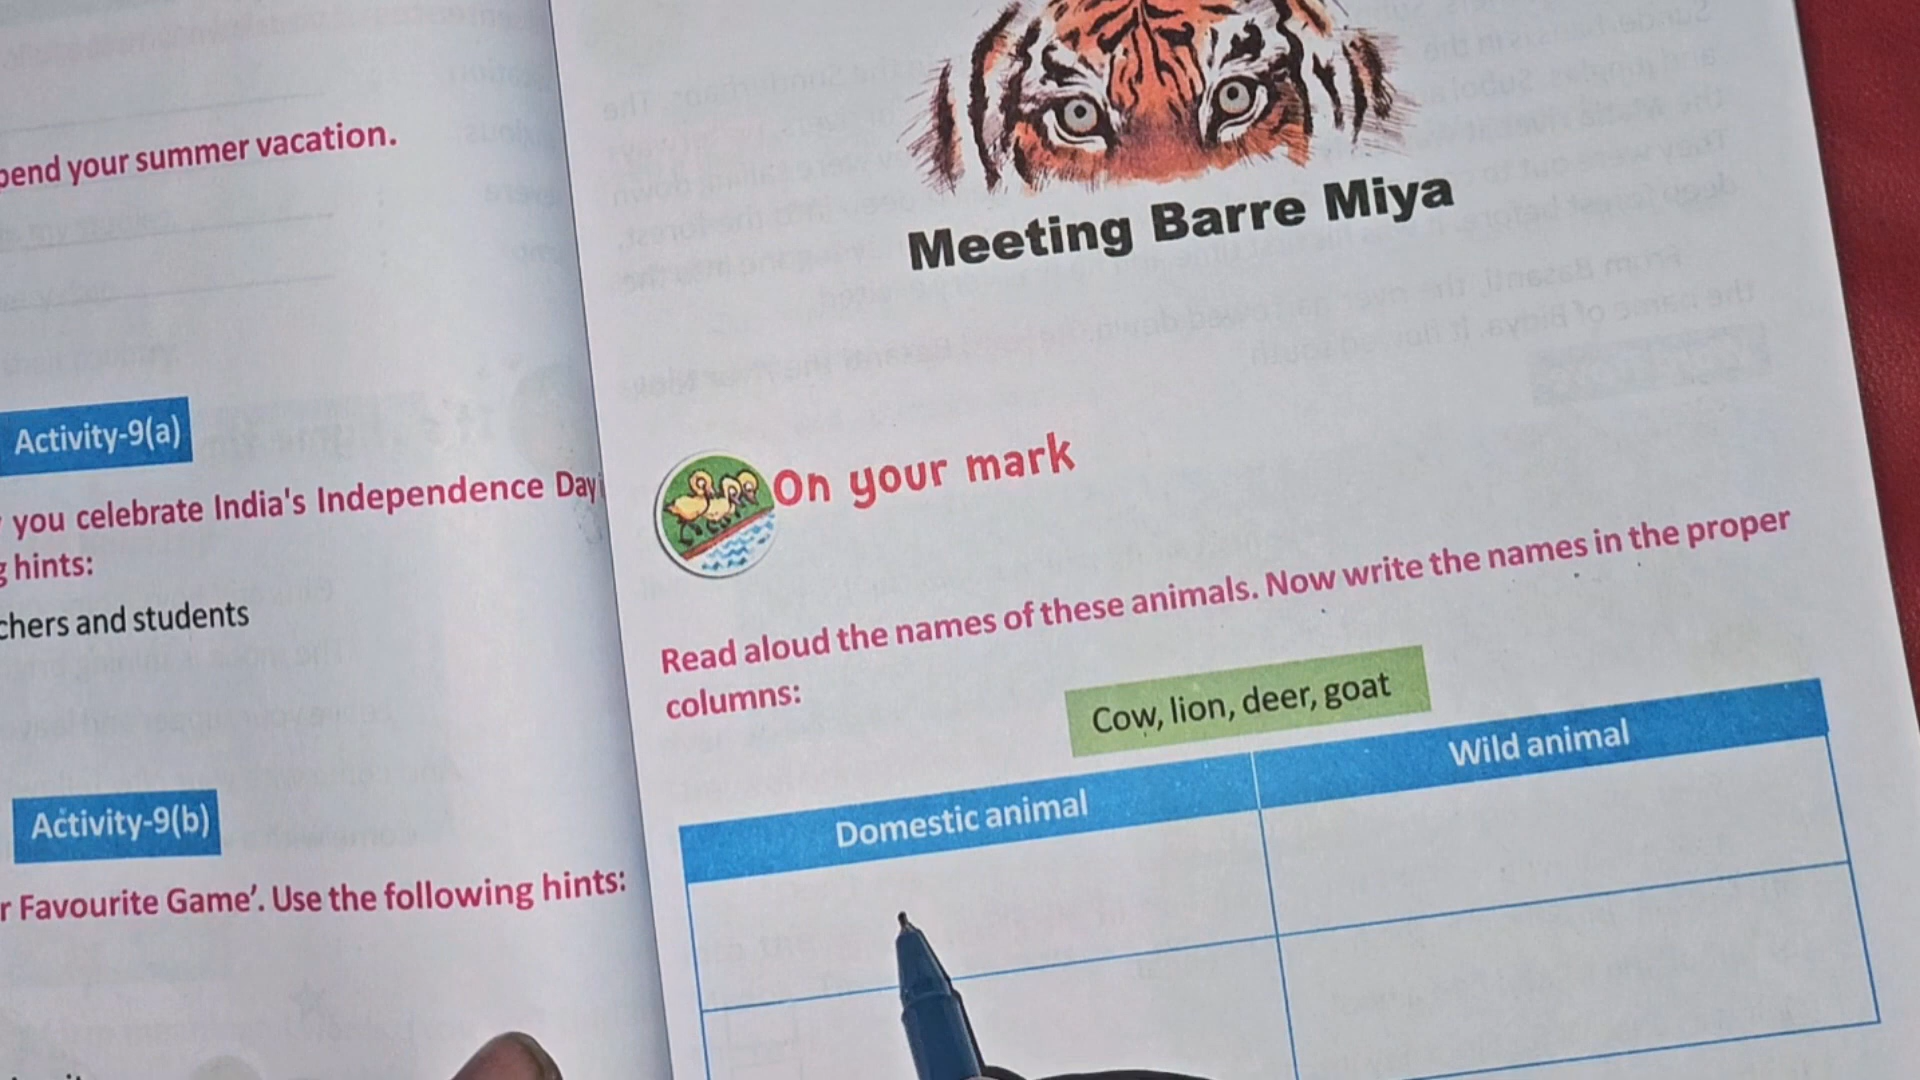 pend your summer vacation.
Activity-9(a)
you celebrate India's Independence Day
hints:
chers and students
Activity-9(b)
r Favourite Game'. Use the following hints:
Meeting Barre Miya
On your mark
Read aloud the names of these animals. Now write the names in the proper
columns:
Cow, lion, deer, goat
Domestic animal
Wild animal